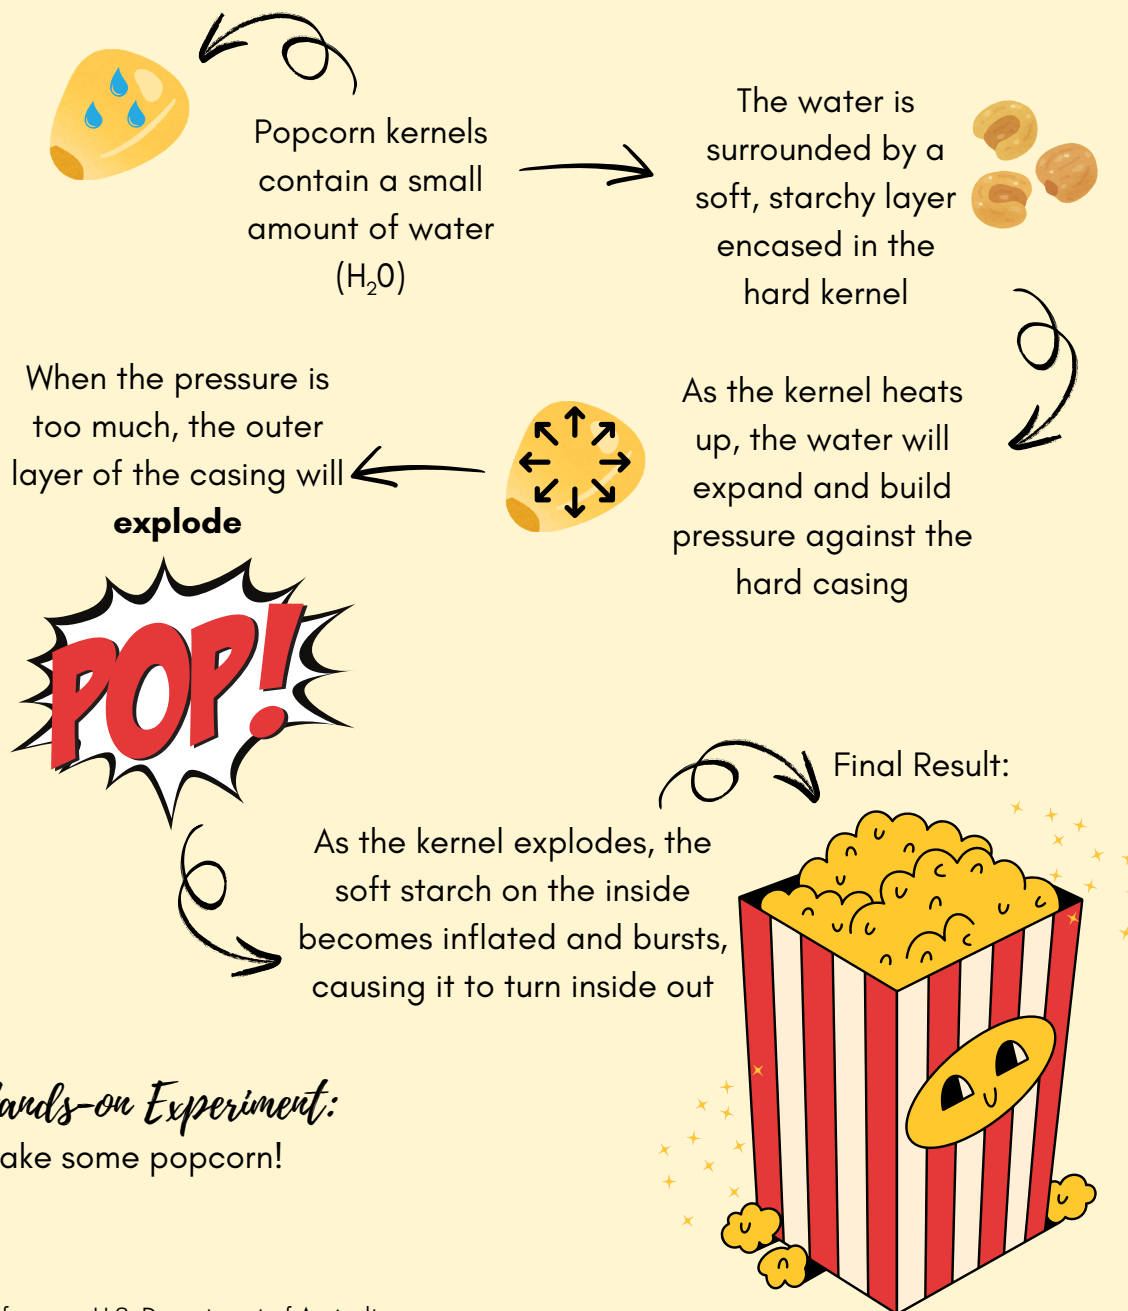 Popcorn kernels
contain a small
amount of water
(H₂0)
The water is
surrounded by a
soft, starchy layer
encased in the
hard kernel
As the kernel heats
up, the water will
expand and build
pressure against the
hard casing
When the pressure is
too much, the outer
layer of the casing will
explode
POP!
As the kernel explodes, the
soft starch on the inside
becomes inflated and bursts,
causing it to turn inside out
Final Result:
ands-on Experiment:
ake some popcorn!